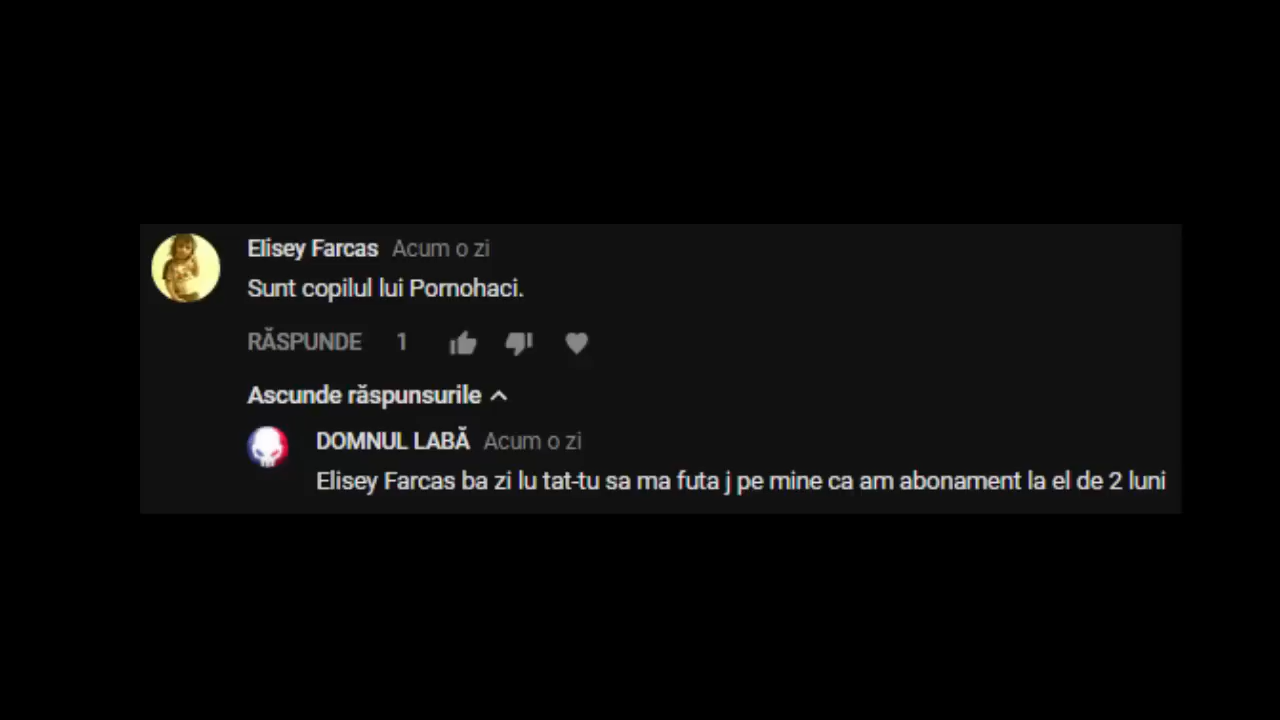 Elisey Farcas Acum o zi
Sunt copilul lui Pornohaci.
RĂSPUNDE 1
Ascunde răspunsurile
DOMNUL LABĂ Acum o zi
Elisey Farcas ba zi lu tat-tu sa ma futa j pe mine ca am abonament la el de 2 luni